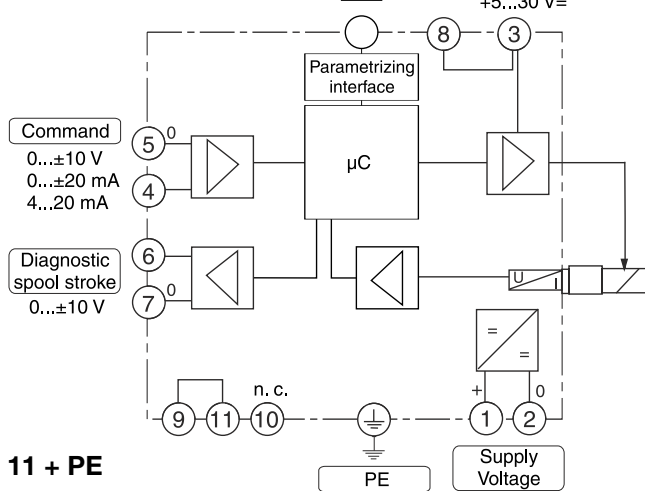 +5...30 V=
8
3
Parametrizing
interface
Command
5
0
0...±10 V
0...±20 mA
4
4...20 mA
µC
6
Diagnostic
spool stroke
7
0
0...±10 V
U
I
=
=
n. c.
+
0
9
11
10
1
2
11 + PE
PE
Supply
Voltage